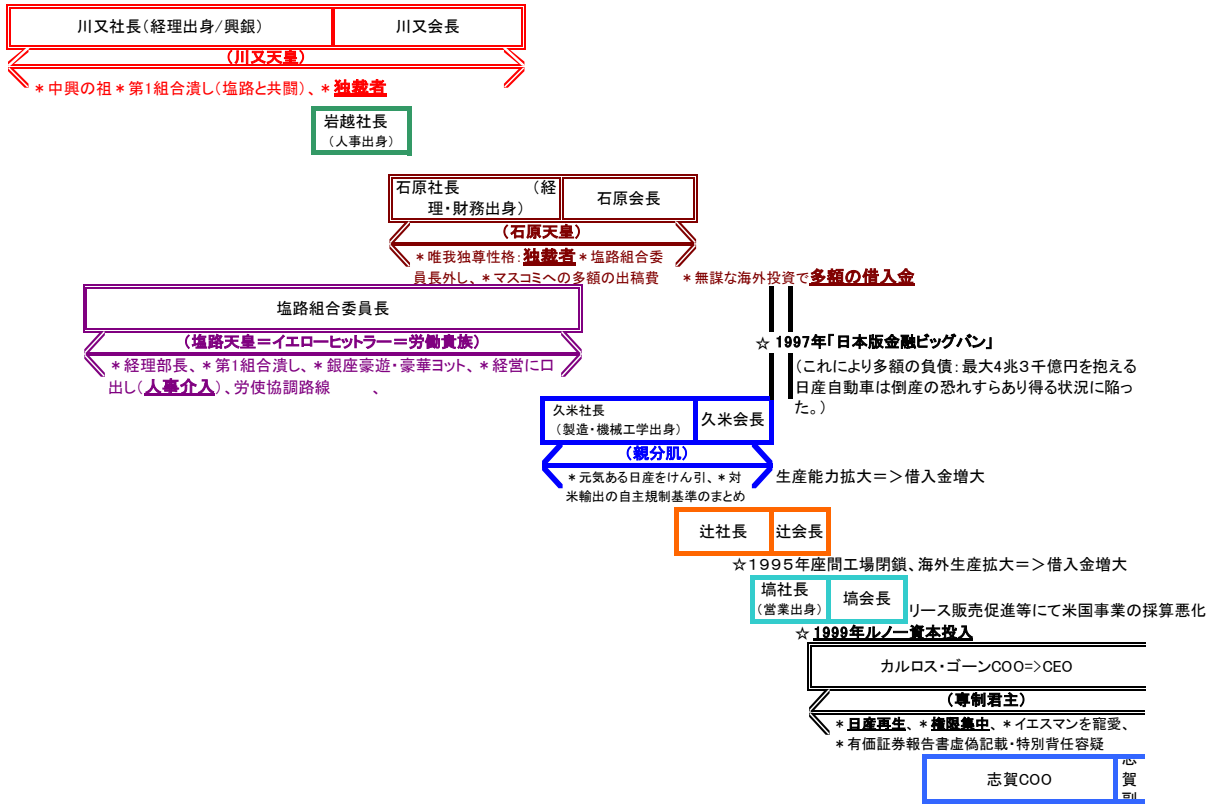 川又社長(経理出身/興銀)
川又会長
(川又天皇)
＊中興の祖＊第1組合潰し(塩路と共闘)、＊独裁者
岩越社長
(人事出身)
石原社長　　　　　(経
理・財務出身)
石原会長
(石原天皇)
＊唯我独尊性格:独裁者＊塩路組合委
員長外し、＊マスコミへの多額の出稿費　＊無謀な海外投資で多額の借入金
塩路組合委員長
(塩路天皇＝イエローヒットラー＝労働貴族)
＊経理部長、＊第1組合潰し、＊銀座豪遊・豪華ヨット、＊経営に口
出し(人事介入)、労使協調路線　　、
☆ 1997年｢日本版金融ビッグバン」
(これにより多額の負債:最大4兆3千億円を抱える
日産自動車は倒産の恐れすらあり得る状況に陥っ
た。)
久米社長
(製造・機械工学出身)
久米会長
(親分肌)
＊元気ある日産をけん引、＊対
米輸出の自主規制基準のまとめ
生産能力拡大＝＞借入金増大
辻社長
辻会長
☆１９９５年座間工場閉鎖、海外生産拡大＝＞借入金増大
塙社長
(営業出身)
塙会長
リース販売促進等にて米国事業の採算悪化
☆ 1999年ルノー資本投入
カルロス・ゴーンCOO=>CEO
(専制君主)
＊日産再生、＊権限集中、＊イエスマンを寵愛、
＊有価証券報告書虚偽記載・特別背任容疑
志賀COO
賀